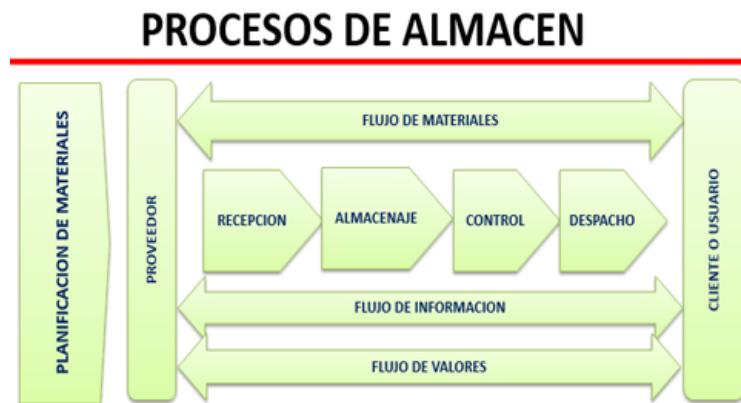 PROCESOS DE ALMACEN
PLANIFICACION DE MATERIALES
PROVEEDOR
FLUJO DE MATERIALES
RECEPCION
ALMACENAJE
CONTROL
DESPACHO
FLUJO DE INFORMACION
FLUJO DE VALORES
CLIENTE O USUARIO